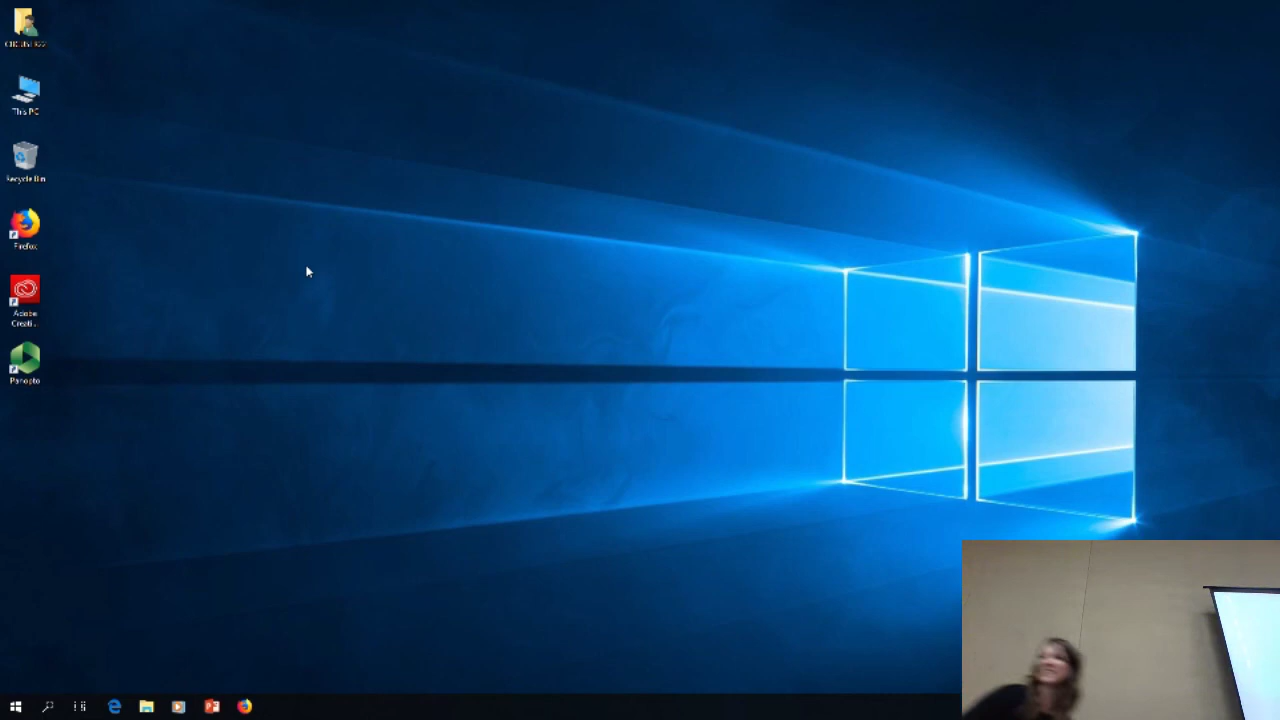 This PC
Recycle Bin
Firefox
Adobe
Creati...
Panopto